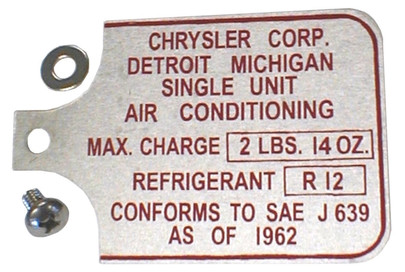 CHRYSLER CORP.
DETROIT MICHIGAN
SINGLE UNIT
AIR CONDITIONING
MAX. CHARGE 2 LBS. 14 OZ.
REFRIGERANT R 12
CONFORMS TO SAE J 639
AS OF 1962